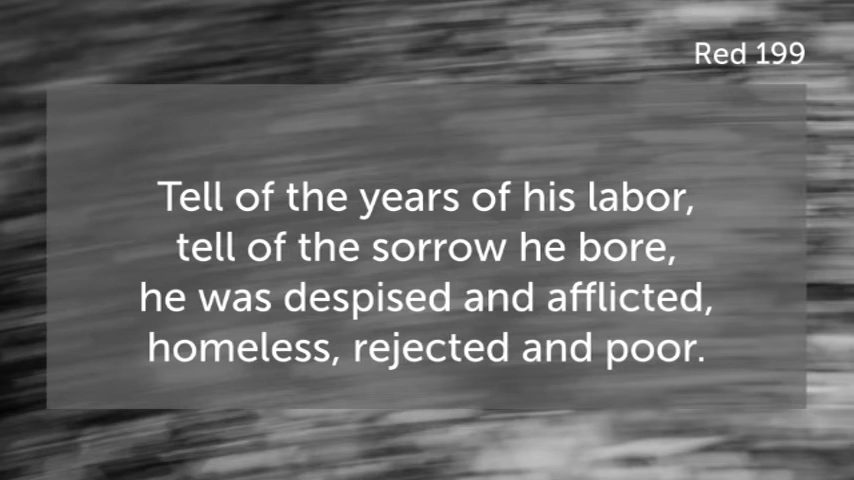 Red 199
Tell of the years of his labor,
tell of the sorrow he bore,
he was despised and afflicted,
homeless, rejected and poor.